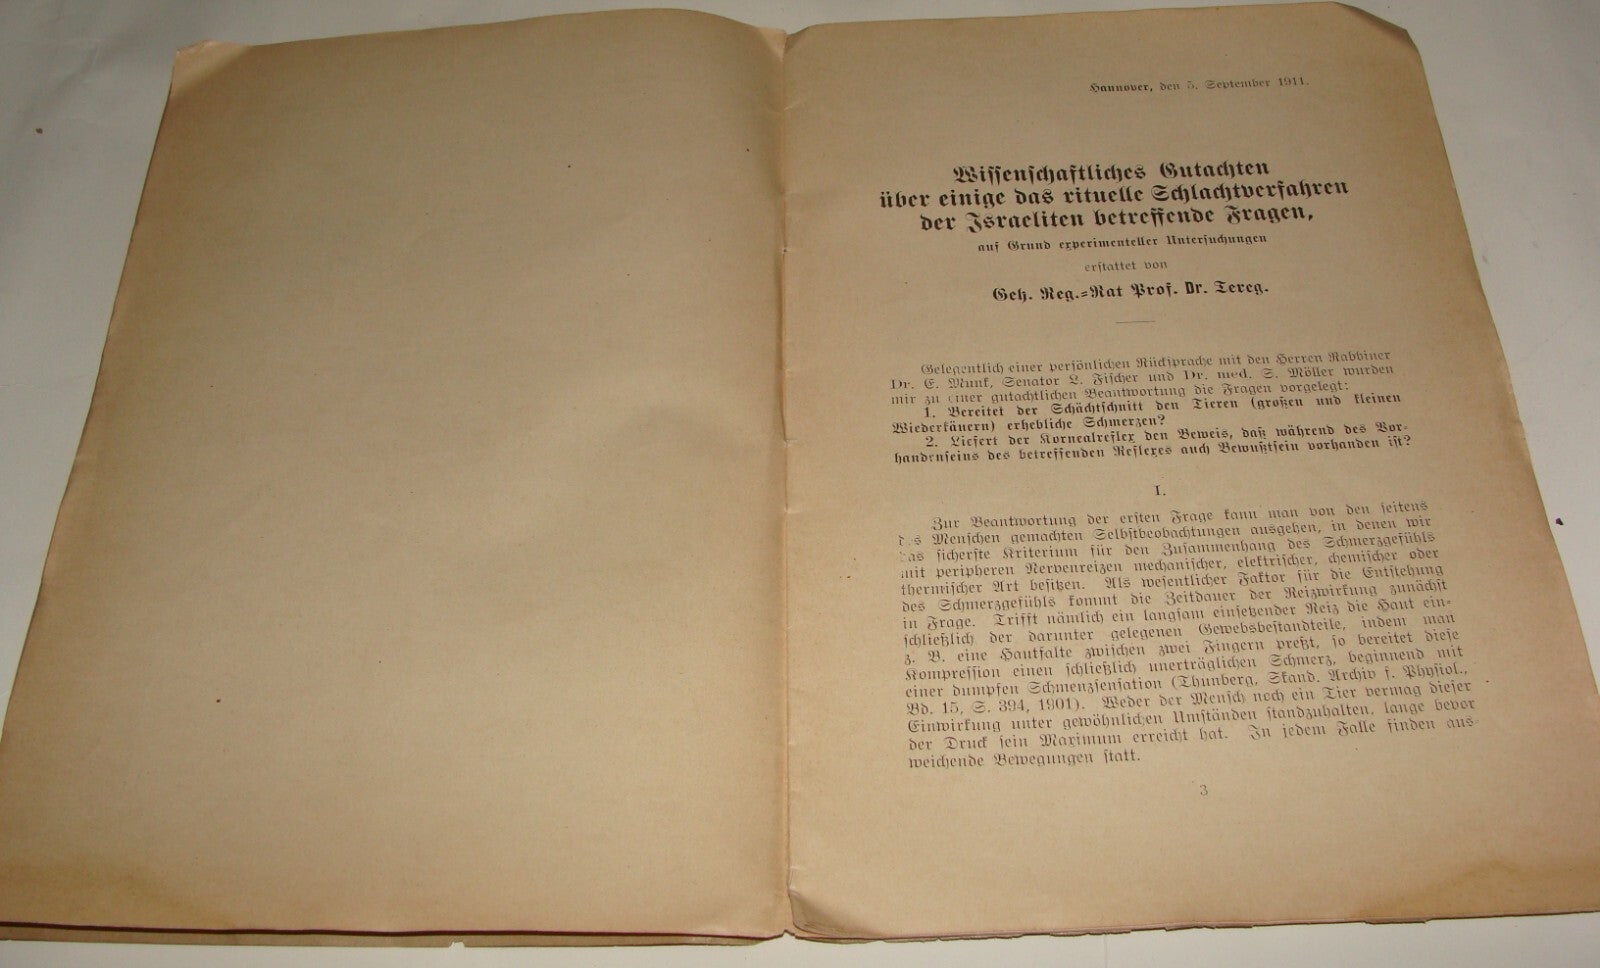 Hannover, den 5. September 1911.
Wissenschaftliches Gutachten
über einige das rituelle Schlachtverfahren
der Israeliten betreffende Fragen,
auf Grund experimenteller Untersuchungen
erstattet von
Geh. Reg.=Rat Prof. Dr. Tereg.
Gelegentlich einer persönlichen Rücksprache mit den Herren Rabbiner
Dr. E. Munk, Senator L. Fischer und Dr. med. S. Möller wurden
mir zu einer gutachtlichen Beantwortung die Fragen vorgelegt:
1. Bereitet der Schächtschnitt den Tieren (großen und kleinen
Wiederkäuern) erhebliche Schmerzen?
2. Liefert der Kornealreflex den Beweis, daß während des Vor-
handenseins des betreffenden Reflexes auch Bewußtsein vorhanden ist?
I.
Zur Beantwortung der ersten Frage kann man von den seitens
des Menschen gemachten Selbstbeobachtungen ausgehen, in denen wir
das sicherste Kriterium für den Zusammenhang des Schmerzgefühls
mit peripheren Nervenreizen mechanischer, elektrischer, chemischer oder
thermischer Art besitzen. Als wesentlicher Faktor für die Entstehung
des Schmerzgefühls kommt die Zeitdauer der Reizwirkung zunächst
in Frage. Trifft nämlich ein langsam einsetzender Reiz die Haut ein-
schließlich der darunter gelegenen Gewebsbestandteile, indem man
z. B. eine Hautfalte zwischen zwei Fingern preßt, so bereitet diese
Kompression einen schließlich unerträglichen Schmerz, beginnend mit
einer dumpfen Schmenzsensation (Thunberg, Skand. Archiv f. Physiol.,
Bd. 15, S. 394, 1901). Weder der Mensch noch ein Tier vermag dieser
Einwirkung unter gewöhnlichen Umständen standzuhalten, lange bevor
der Druck sein Maximum erreicht hat. In jedem Falle finden aus-
weichende Bewegungen statt.
3